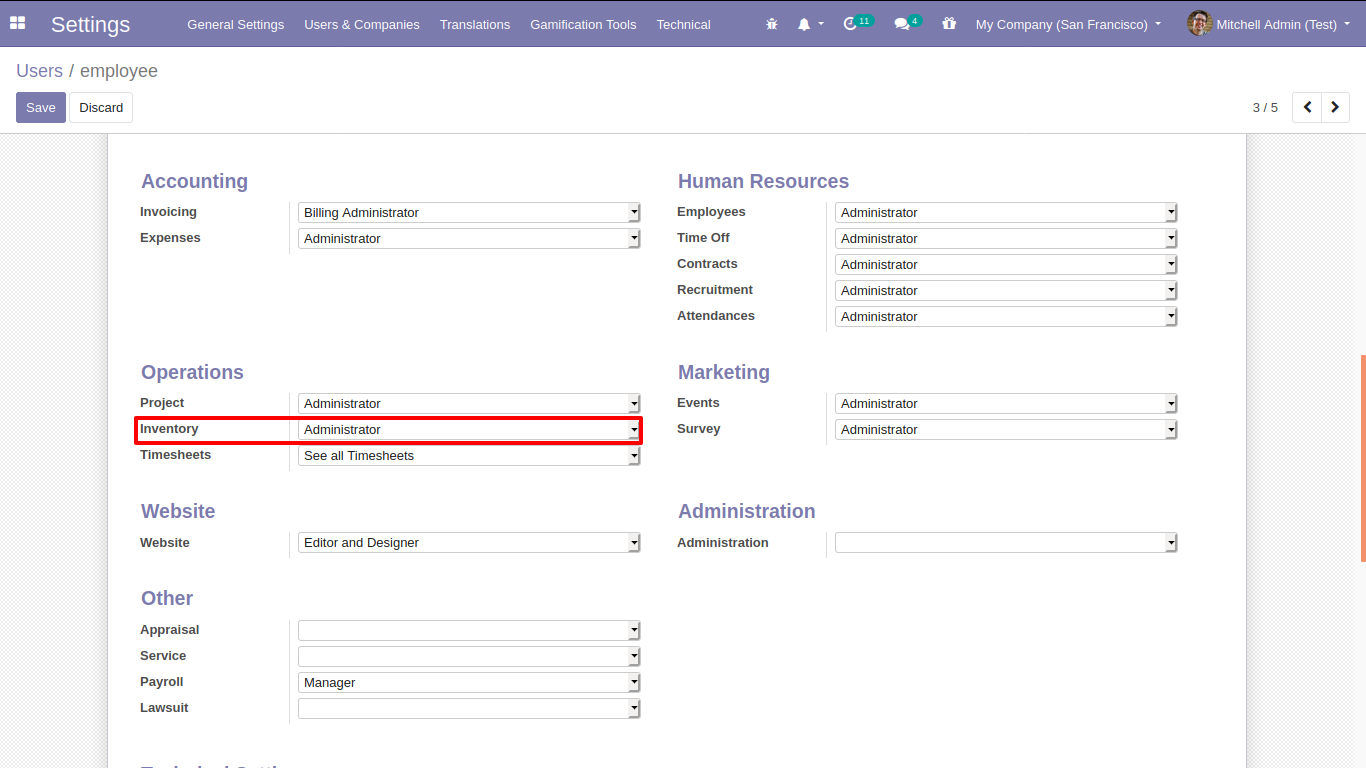 Settings General Settings Users & Companies Translations Gamification Tools Technical 11 4 My Company (San Francisco) Mitchell Admin (Test)
Users / employee
Save Discard 3 / 5
Accounting
Invoicing Billing Administrator
Expenses Administrator
Human Resources
Employees Administrator
Time Off Administrator
Contracts Administrator
Recruitment Administrator
Attendances Administrator
Operations
Project Administrator
Inventory Administrator
Timesheets See all Timesheets
Marketing
Events Administrator
Survey Administrator
Website
Website Editor and Designer
Administration
Administration
Other
Appraisal
Service
Payroll Manager
Lawsuit